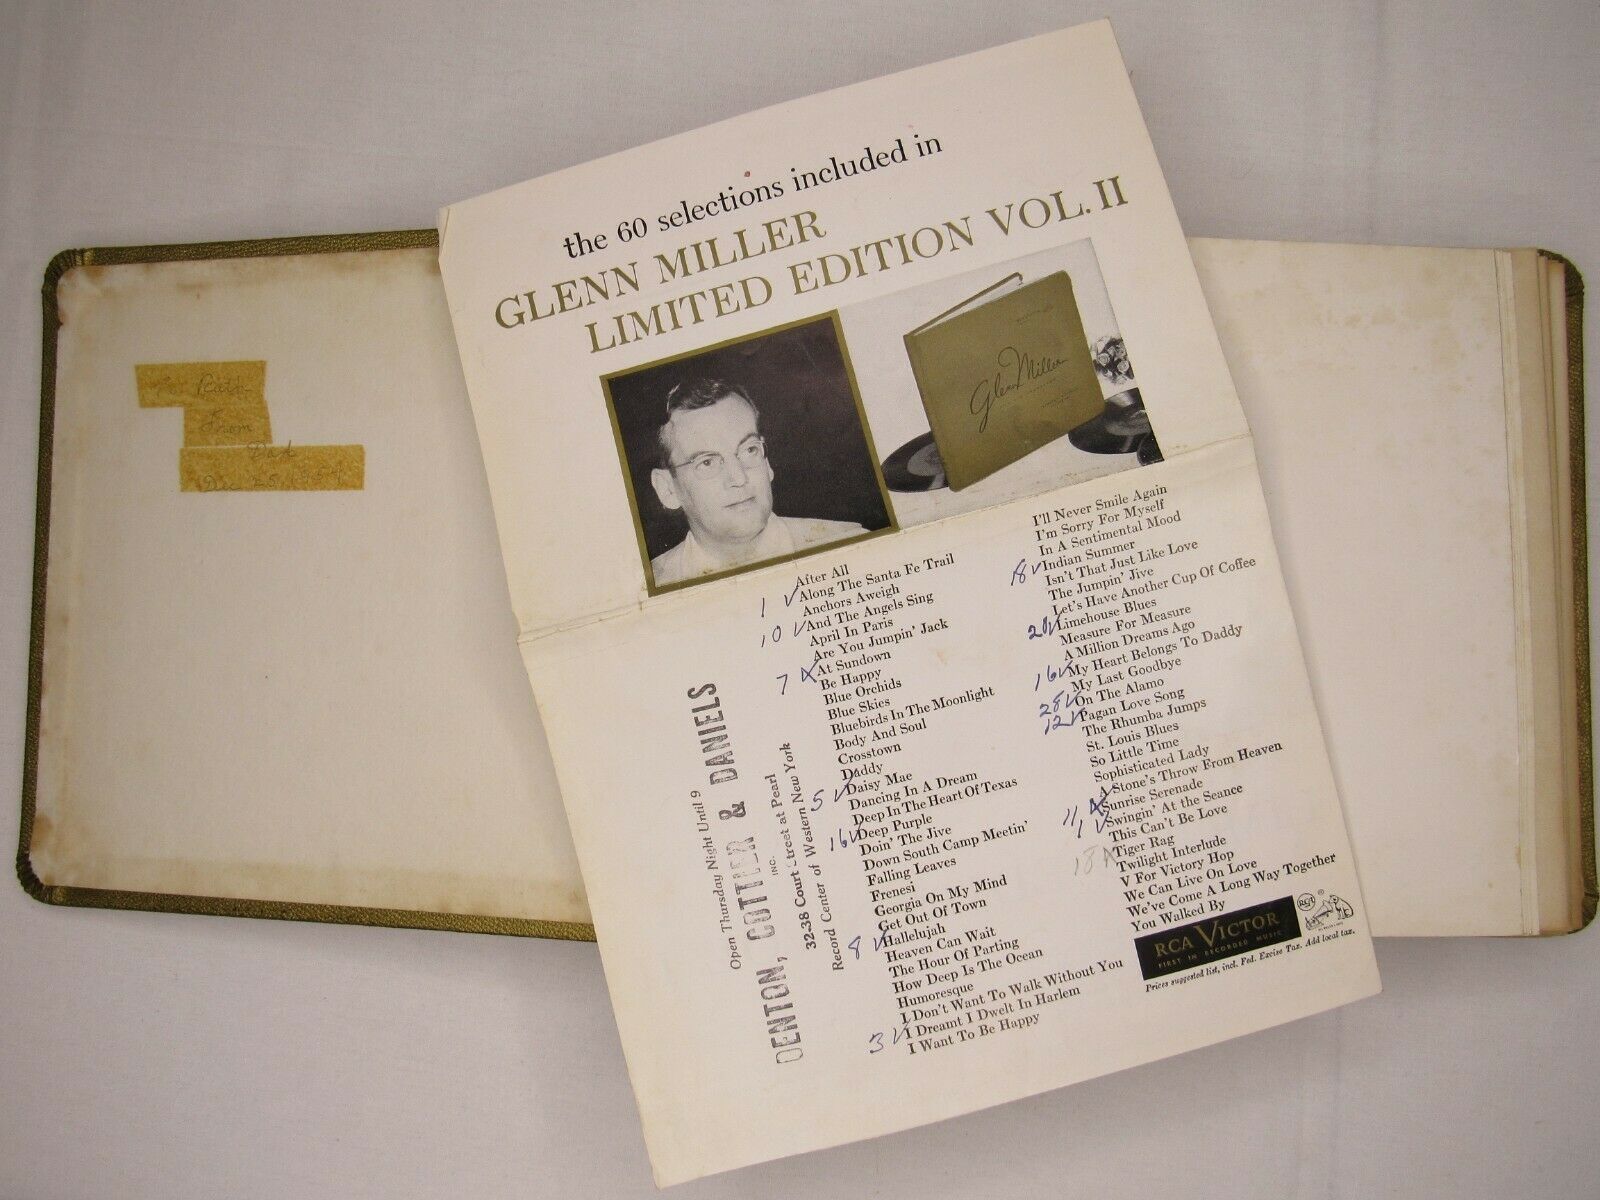 For Ruth
From
Dad
Dec 25, 1954
the 60 selections included in
GLENN MILLER
LIMITED EDITION VOL. II
Glenn Miller
After All
1 Along The Santa Fe Trail
Anchors Aweigh
10 And The Angels Sing
April In Paris
Are You Jumpin' Jack
7 At Sundown
Be Happy
Blue Orchids
Blue Skies
Bluebirds In The Moonlight
Body And Soul
Crosstown
Daddy
5 Daisy Mae
Dancing In A Dream
Deep In The Heart Of Texas
16 Deep Purple
Doin' The Jive
Down South Camp Meetin'
Falling Leaves
Frenesi
Georgia On My Mind
Get Out Of Town
8 Hallelujah
Heaven Can Wait
The Hour Of Parting
How Deep Is The Ocean
Humoresque
I Don't Want To Walk Without You
3 I Dreamt I Dwelt In Harlem
I Want To Be Happy
I'll Never Smile Again
I'm Sorry For Myself
In A Sentimental Mood
18 Indian Summer
Isn't That Just Like Love
The Jumpin' Jive
Let's Have Another Cup Of Coffee
20 Limehouse Blues
Measure For Measure
A Million Dreams Ago
16 My Heart Belongs To Daddy
My Last Goodbye
28 On The Alamo
12 Pagan Love Song
The Rhumba Jumps
St. Louis Blues
So Little Time
Sophisticated Lady
A Stone's Throw From Heaven
11 Sunrise Serenade
1 Swingin' At the Seance
This Can't Be Love
Tiger Rag
Twilight Interlude
V For Victory Hop
We Can Live On Love
We've Come A Long Way Together
You Walked By
Open Thursday Night Until 9
DENTON, COTTIER & DANIELS
INC.
32-38 Court Street at Pearl
Record Center of Western New York
RCA VICTOR
FIRST IN RECORDED MUSIC
RCA
®
Prices suggested list, incl. Fed. Excise Tax. Add local tax.